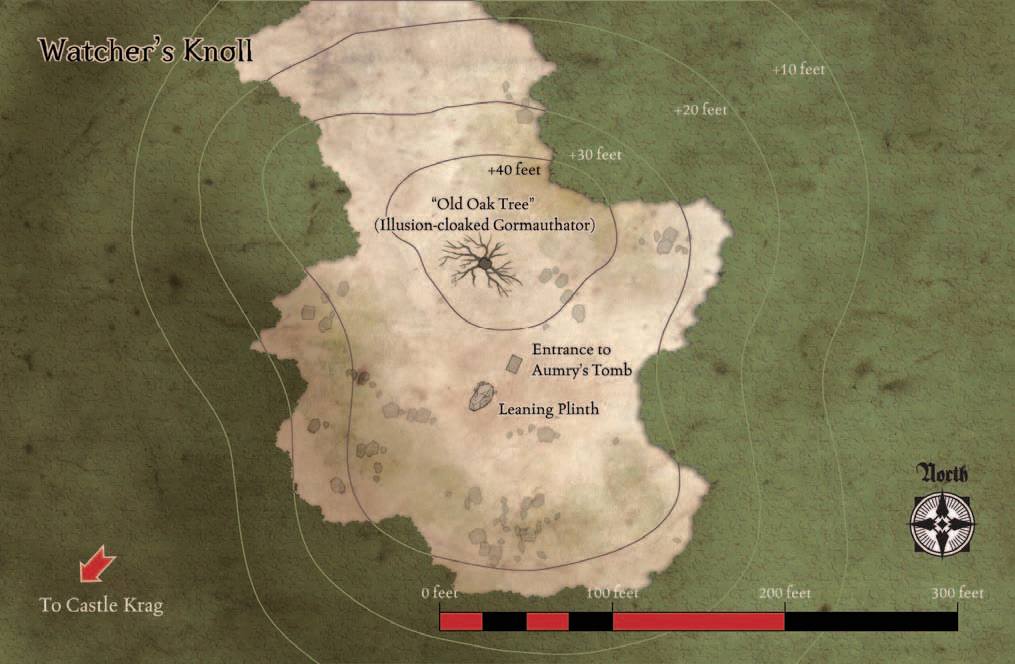 Watcher's Knoll
+10 feet
+20 feet
+30 feet
+40 feet
“Old Oak Tree”
(Illusion-cloaked Gormauthator)
Entrance to
Aumry's Tomb
Leaning Plinth
North
To Castle Krag
0 feet
100 feet
200 feet
300 feet